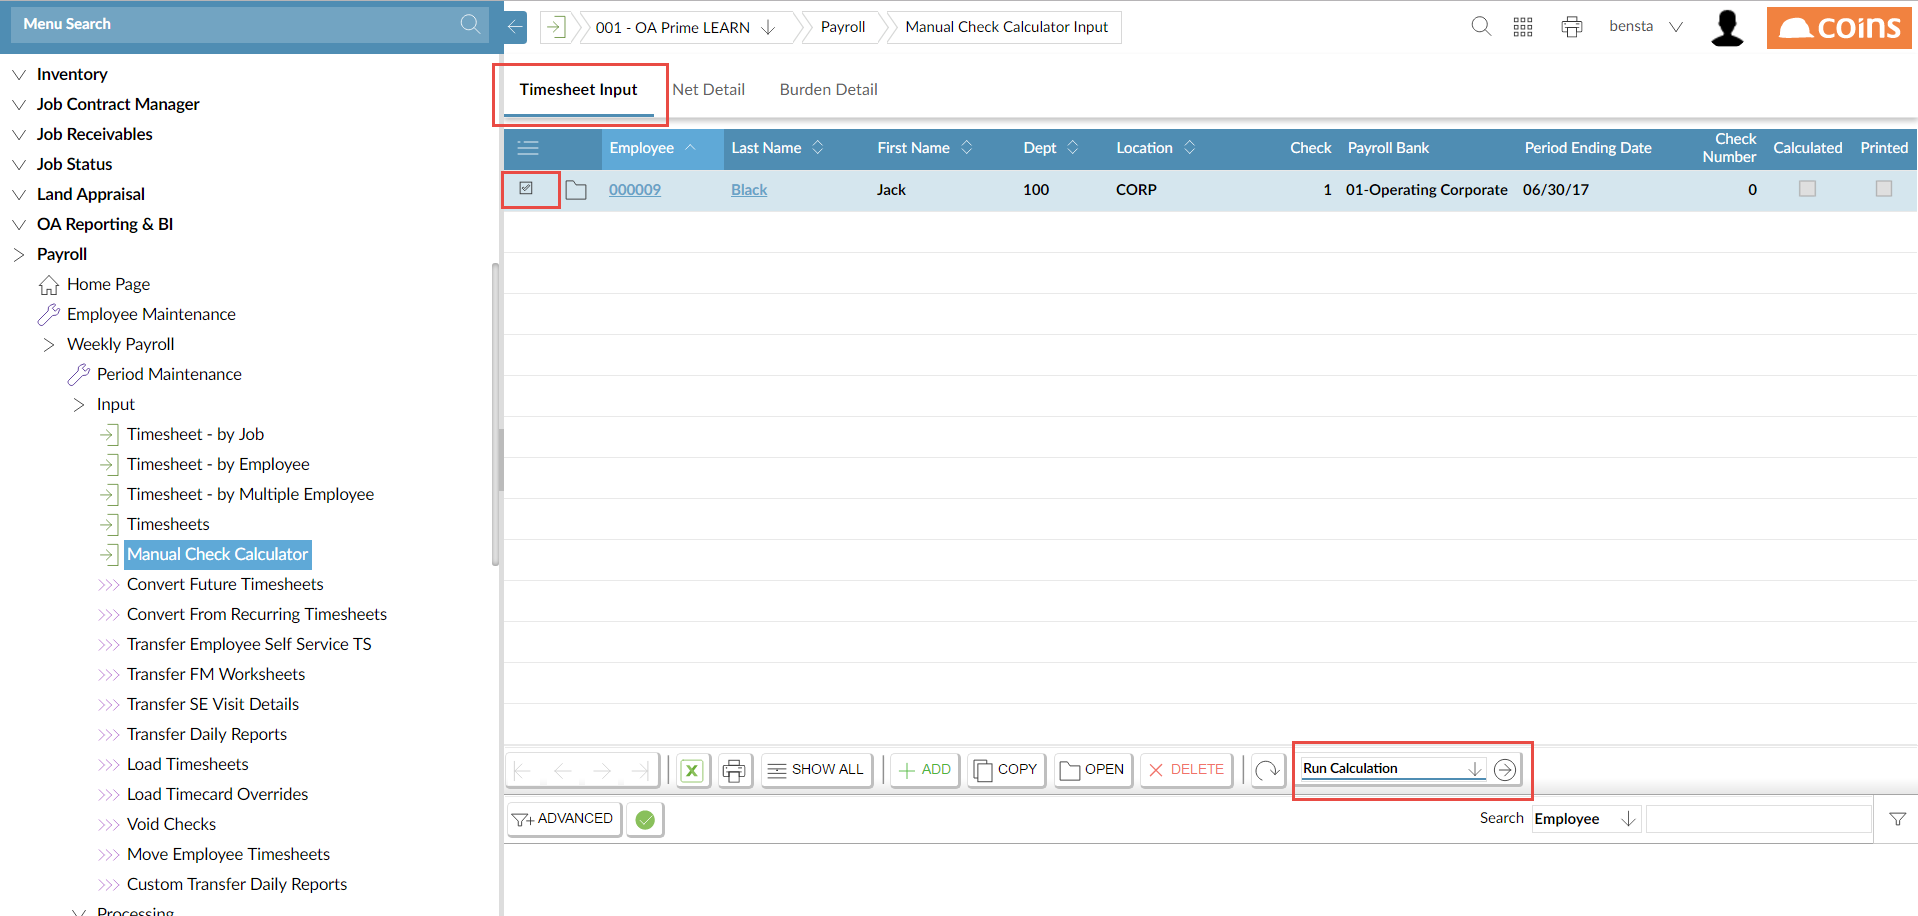 Menu Search
001 - OA Prime LEARN
Payroll
Manual Check Calculator Input
bensta
coins
Inventory
Job Contract Manager
Job Receivables
Job Status
Land Appraisal
OA Reporting & BI
Payroll
Home Page
Employee Maintenance
Weekly Payroll
Period Maintenance
Input
Timesheet - by Job
Timesheet - by Employee
Timesheet - by Multiple Employee
Timesheets
Manual Check Calculator
Convert Future Timesheets
Convert From Recurring Timesheets
Transfer Employee Self Service TS
Transfer FM Worksheets
Transfer SE Visit Details
Transfer Daily Reports
Load Timesheets
Load Timecard Overrides
Void Checks
Move Employee Timesheets
Custom Transfer Daily Reports
Processing
Timesheet Input Net Detail Burden Detail
Employee Last Name First Name Dept Location Check Payroll Bank Period Ending Date Check Number Calculated Printed
000009 Black Jack 100 CORP 1 01-Operating Corporate 06/30/17 0
SHOW ALL ADD COPY OPEN DELETE Run Calculation
ADVANCED Search Employee